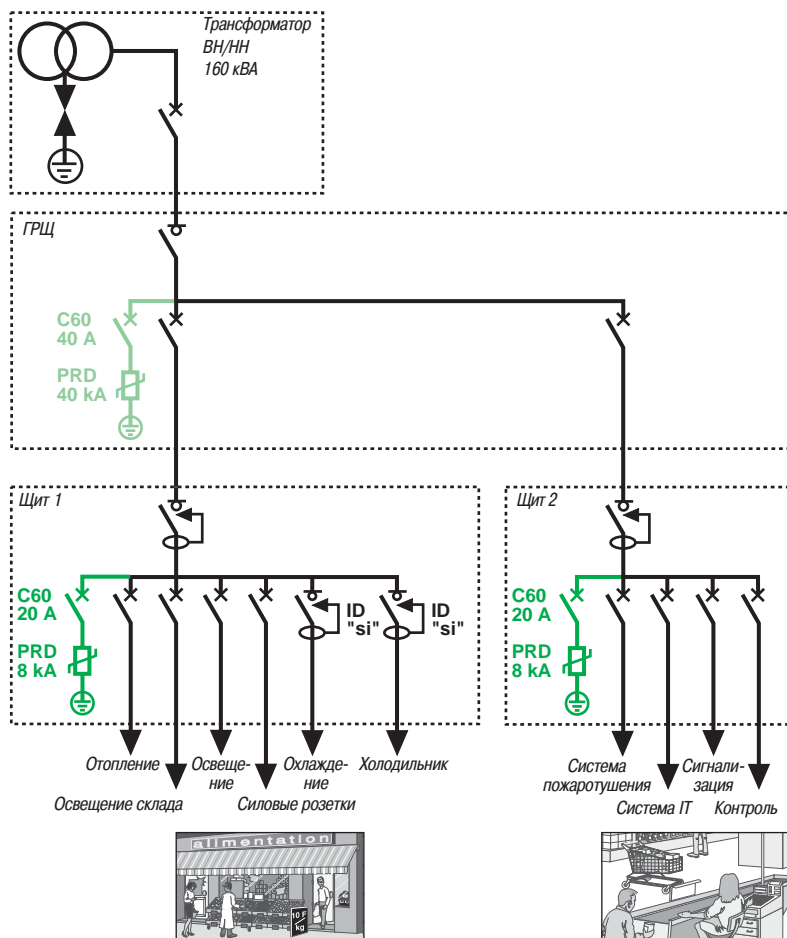 Трансформатор
ВН/НН
160 кВА
ГРЩ
C60
40 A
PRD
40 kA
Щит 1
C60
20 A
PRD
8 kA
ID
"si"
ID
"si"
Щит 2
C60
20 A
PRD
8 kA
Отопление
Освеще-
ние
Охлажде-
ние
Холодильник
Освещение склада
Силовые розетки
Система
пожаротушения
Сигнали-
зация
Система IT
Контроль
alimentation
10 F
kg